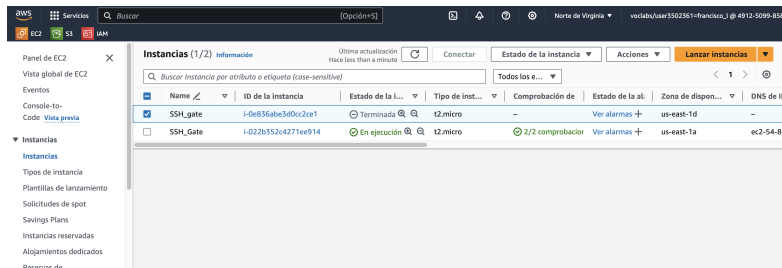 aws Servicios Buscar [Opción+S] Norte de Virginia voclabs/user3502361=francisco_l @ 4912-5099-859
EC2 S3 IAM
Panel de EC2
Vista global de EC2
Eventos
Console-to-
Code Vista previa
Instancias
Instancias
Tipos de instancia
Plantillas de lanzamiento
Solicitudes de spot
Savings Plans
Instancias reservadas
Alojamientos dedicados
Reservas de
Instancias (1/2) Información
Última actualización
Hace less than a minute
Conectar Estado de la instancia Acciones Lanzar instancias
Buscar Instancia por atributo o etiqueta (case-sensitive) Todos los e... 1
Name ID de la instancia Estado de la i... Tipo de inst... Comprobación de Estado de la al: Zona de dispon... DNS de I
SSH_gate i-0e836abe3d0cc2ce1 Terminada t2.micro – Ver alarmas us-east-1d –
SSH_Gate i-022b352c4271ee914 En ejecución t2.micro 2/2 comprobacior Ver alarmas us-east-1a ec2-54-8